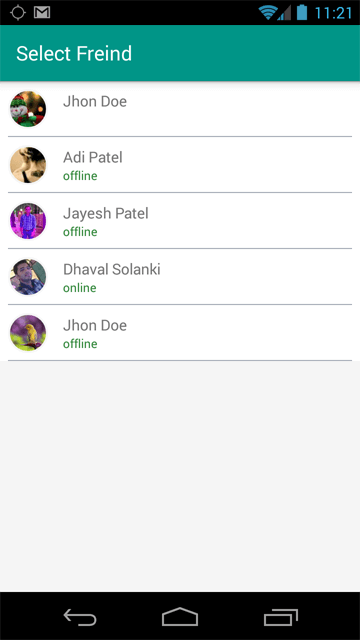 11:21
Select Freind
Jhon Doe
Adi Patel
offline
Jayesh Patel
offline
Dhaval Solanki
online
Jhon Doe
offline